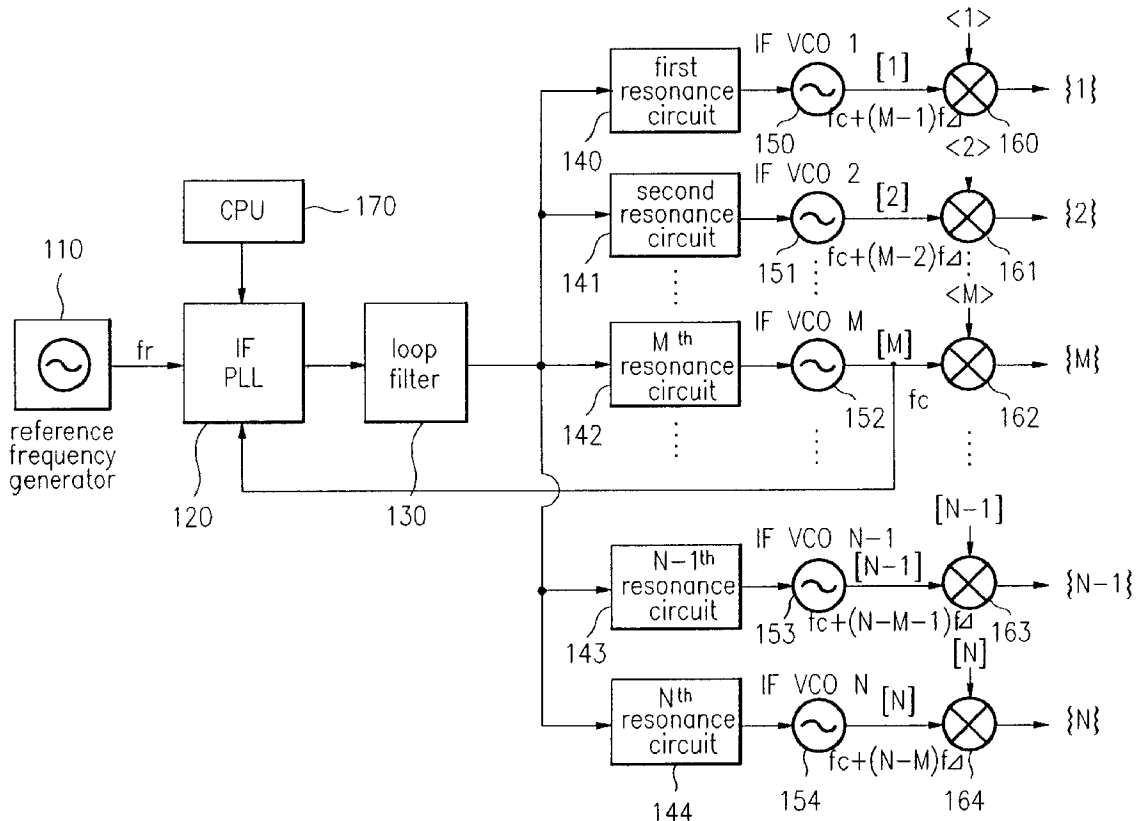 <1>
IF VCO 1
[1]
{1}
first
resonance
circuit
fc+(M-1)f⊿
140
150
160
<2>
IF VCO 2
[2]
{2}
second
resonance
circuit
fc+(M-2)f⊿
141
151
161
CPU
170
110
fr
IF
PLL
loop
filter
reference
frequency
generator
120
130
<M>
IF VCO M
[M]
{M}
Mth
resonance
circuit
fc
142
152
162
[N-1]
IF VCO N-1
[N-1]
{N-1}
N-1th
resonance
circuit
fc+(N-M-1)f⊿
143
153
163
[N]
IF VCO N
[N]
{N}
Nth
resonance
circuit
fc+(N-M)f⊿
144
154
164